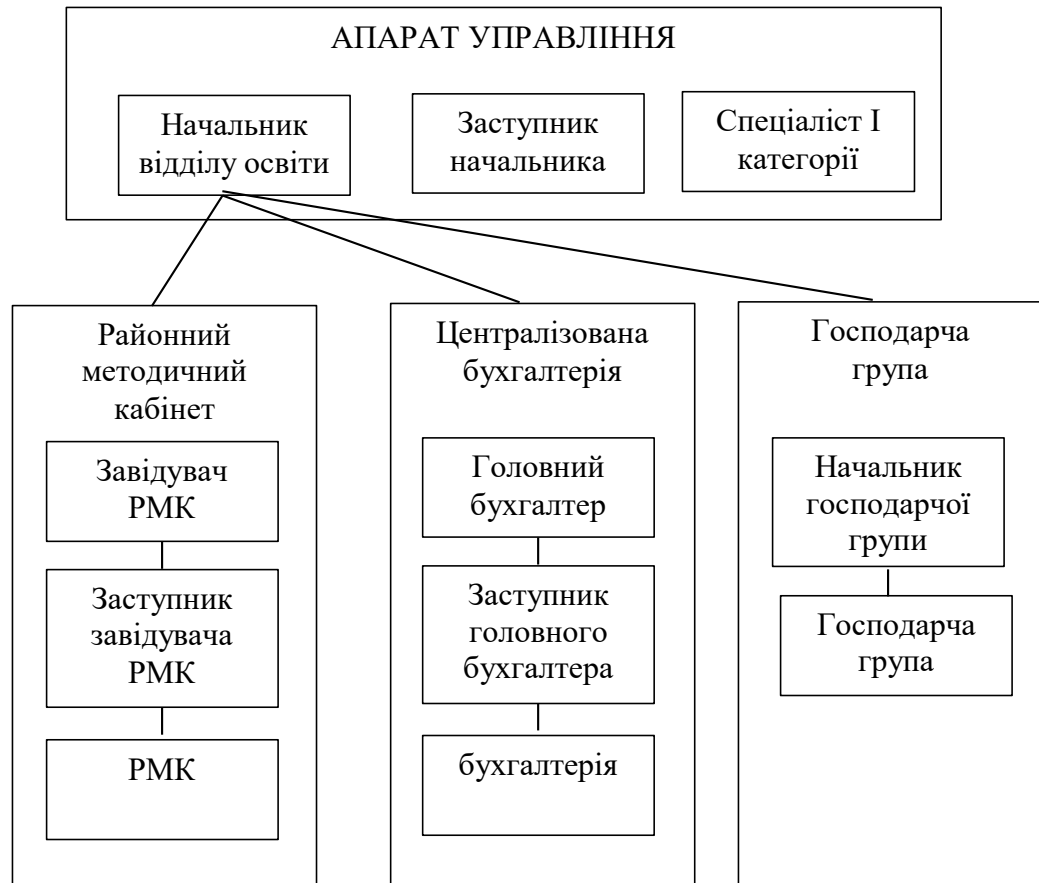 АПАРАТ УПРАВЛІННЯ
Начальник
відділу освіти
Заступник
начальника
Спеціаліст І
категорії
Районний
методичний
кабінет
Завідувач
РМК
Заступник
завідувача
РМК
РМК
Централізована
бухгалтерія
Головний
бухгалтер
Заступник
головного
бухгалтера
бухгалтерія
Господарча
група
Начальник
господарчої
групи
Господарча
група